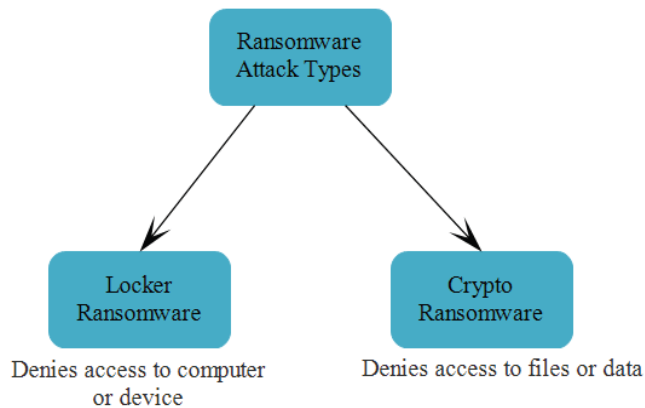 Ransomware
Attack Types
Locker
Ransomware
Crypto
Ransomware
Denies access to computer
or device
Denies access to files or data